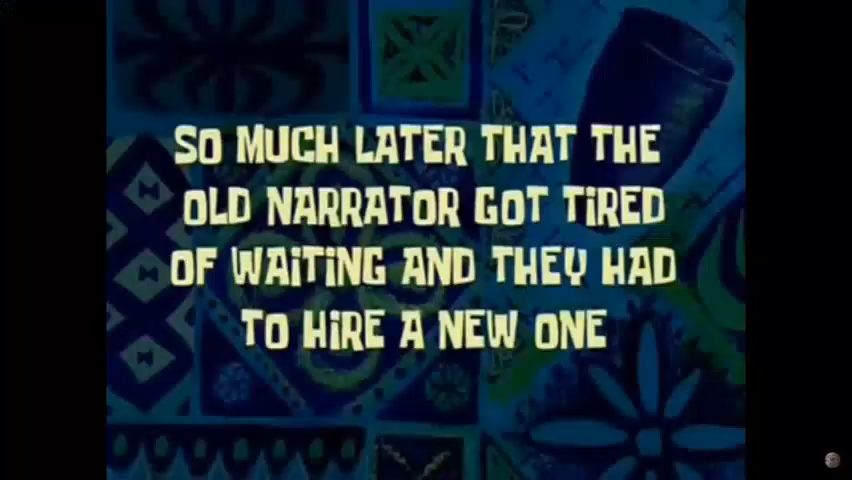 SO MUCH LATER THAT THE
OLD NARRATOR GOT TiRED
OF WAiTiNG AND THEY HAD
TO HiRE A NEW ONE